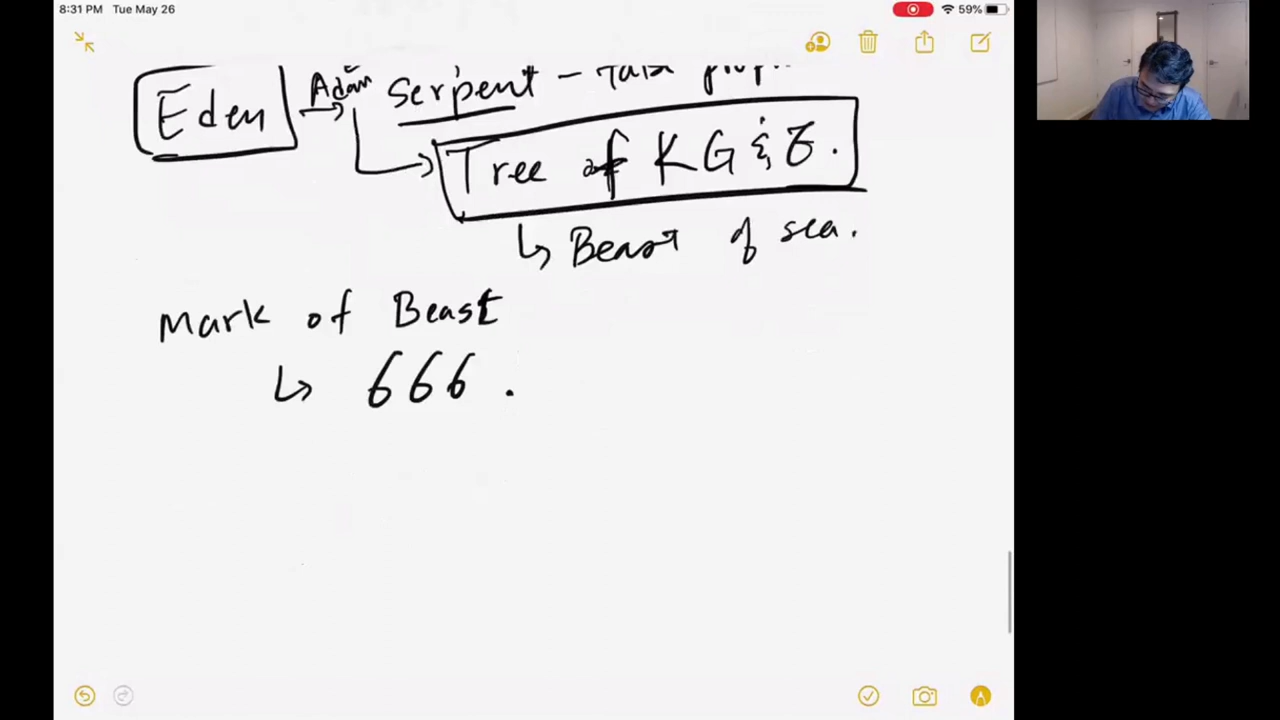 8:31 PM Tue May 26 59%
Eden → Adam Serpent -
Tree of KG & E.
↳ Beast of sea.
Mark of Beast
↳ 666.